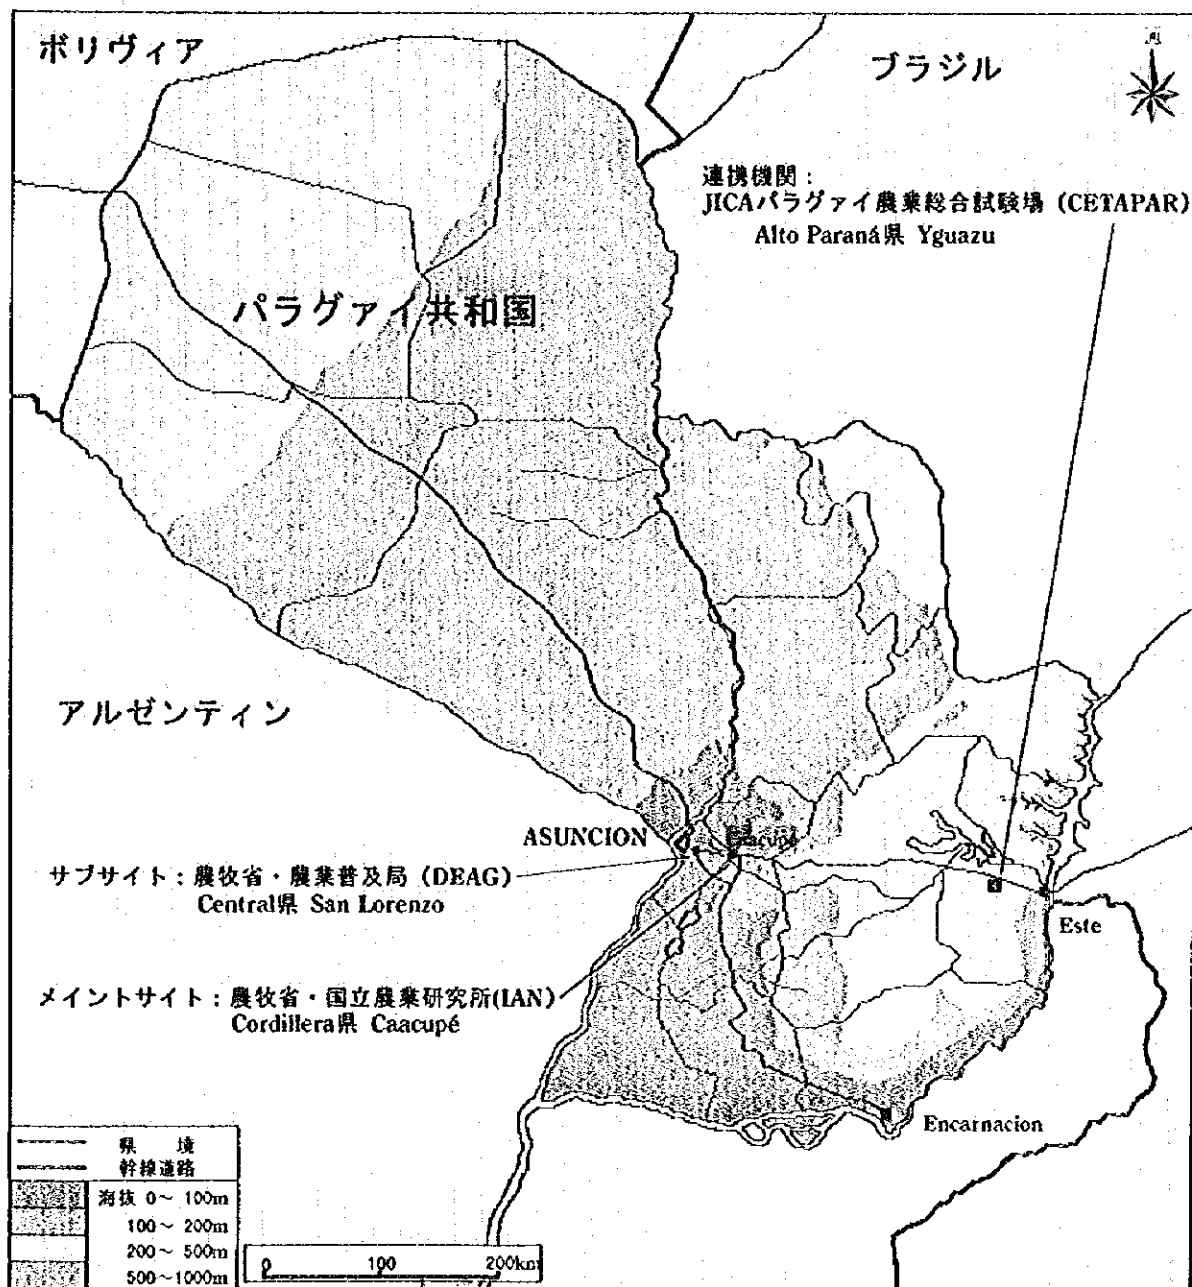 ボリヴィア
ブラジル
連携機関：
JICAパラグァイ農業総合試験場 (CETAPAR)
Alto Paraná県 Yguazu
パラグァイ共和国
アルゼンティン
ASUNCION
Caacupé
サブサイト：農牧省・農業普及局 (DEAG)
Central県 San Lorenzo
Este
メイントサイト：農牧省・国立農業研究所(IAN)
Cordillera県 Caacupé
Encarnacion
県 境
幹線道路
海抜 0～ 100m
100～ 200m
200～ 500m
500～1000m
0 100 200km